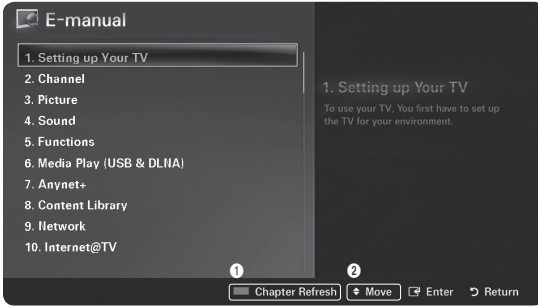 E-manual
1. Setting up Your TV
2. Channel
3. Picture
4. Sound
5. Functions
6. Media Play (USB & DLNA)
7. Anynet+
8. Content Library
9. Network
10. Internet@TV
1. Setting up Your TV
To use your TV, You first have to set up
the TV for your environment.
1 2
Chapter Refresh Move Enter Return